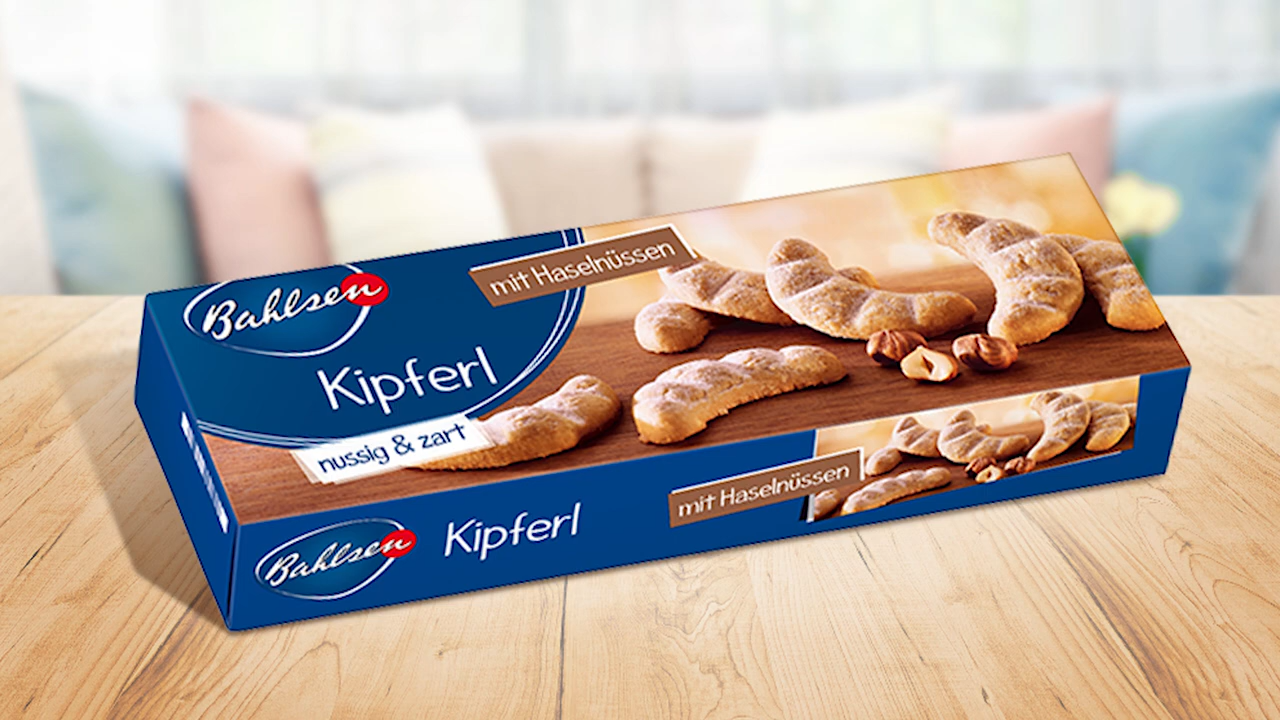 Bahlsen
Kipferl
mit Haselnüssen
nussig & zart
Bahlsen
Kipferl
mit Haselnüssen